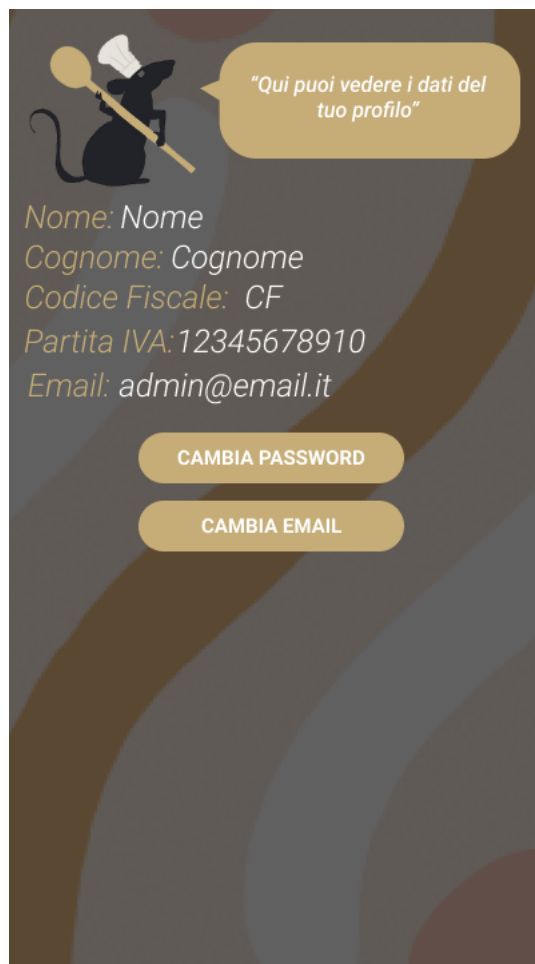 “Qui puoi vedere i dati del
tuo profilo”
Nome: Nome
Cognome: Cognome
Codice Fiscale: CF
Partita IVA:12345678910
Email: admin@email.it
CAMBIA PASSWORD
CAMBIA EMAIL